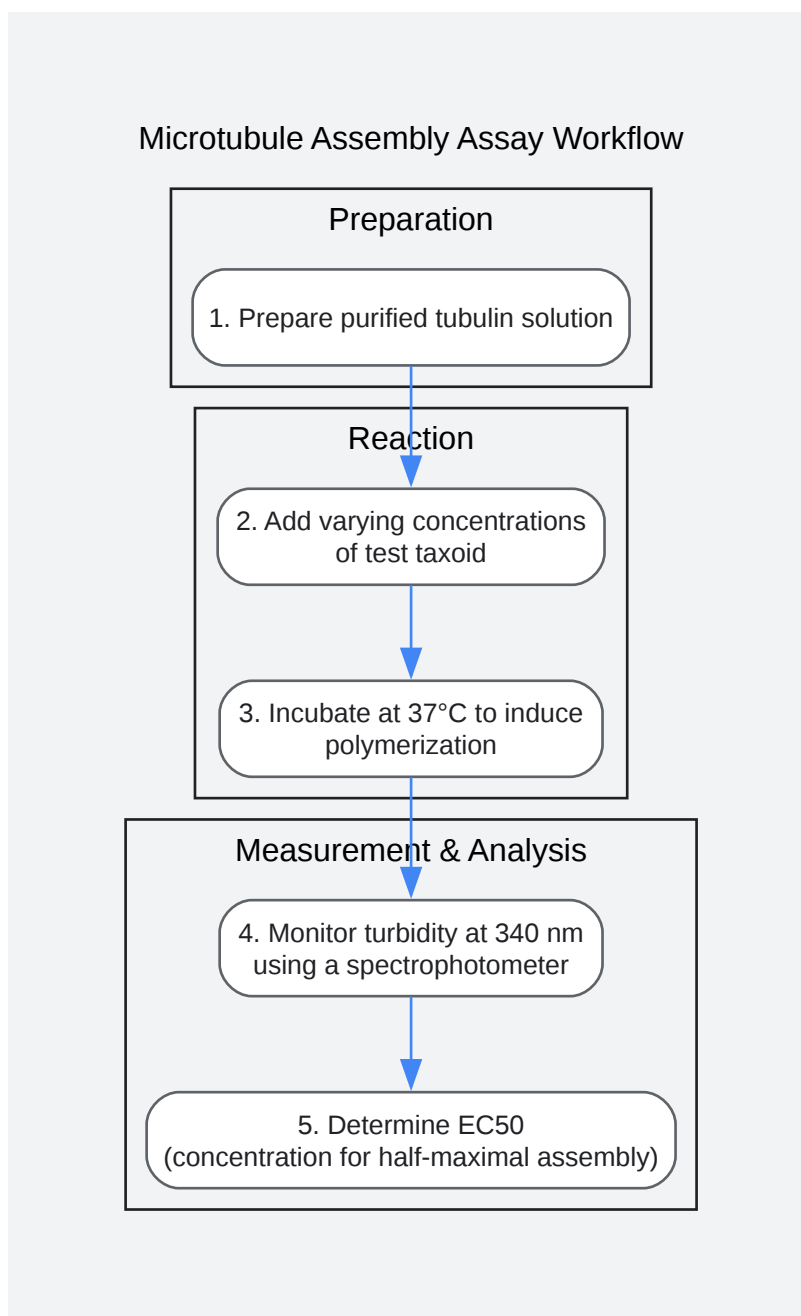 Microtubule Assembly Assay Workflow
Preparation
1. Prepare purified tubulin solution
Reaction
2. Add varying concentrations
of test taxoid
3. Incubate at 37°C to induce
polymerization
Measurement & Analysis
4. Monitor turbidity at 340 nm
using a spectrophotometer
5. Determine EC50
(concentration for half-maximal assembly)